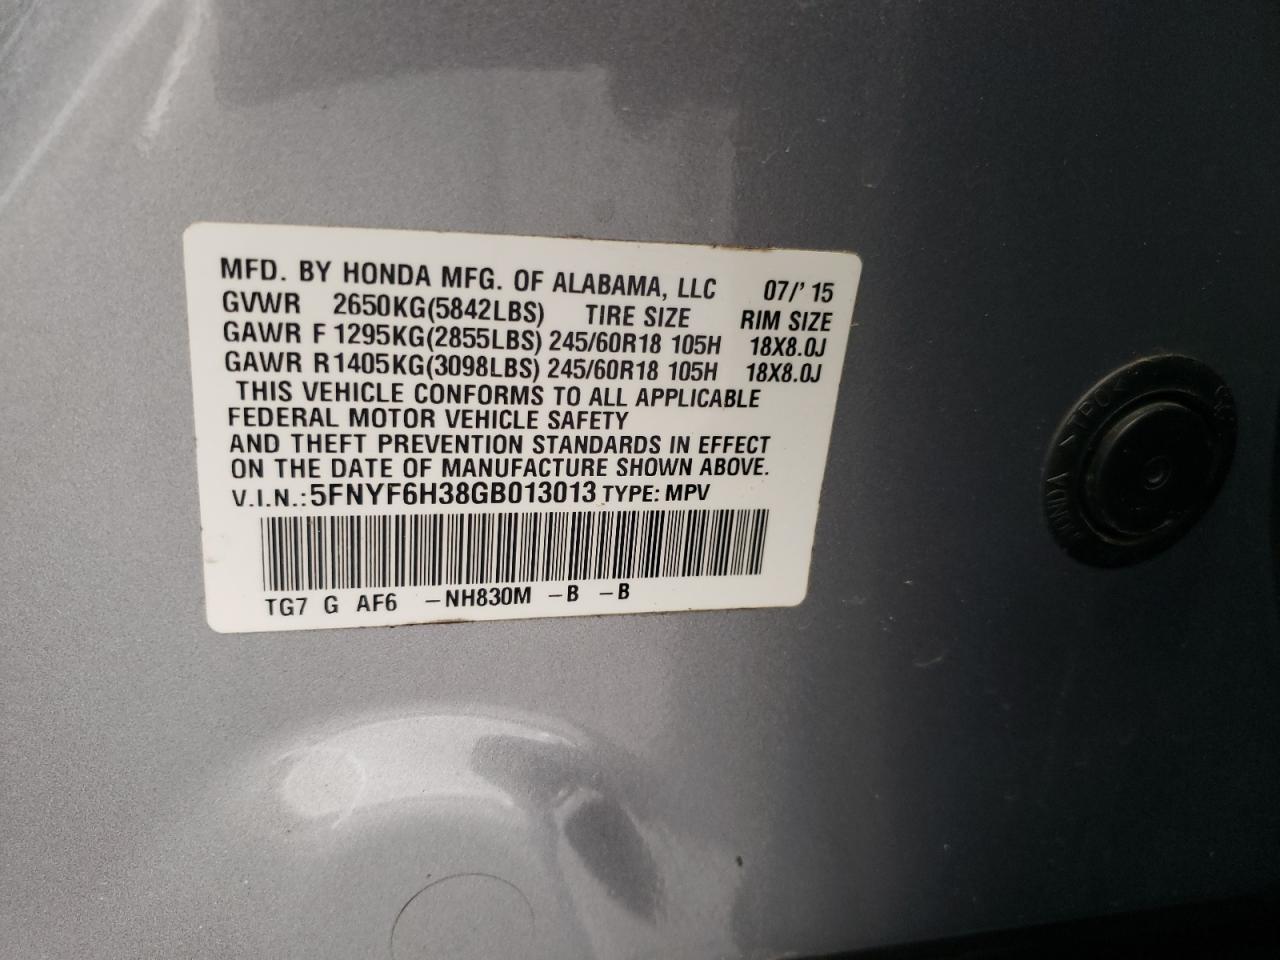 MFD. BY HONDA MFG. OF ALABAMA, LLC 07/'15
GVWR 2650KG(5842LBS) TIRE SIZE RIM SIZE
GAWR F 1295KG(2855LBS) 245/60R18 105H 18X8.0J
GAWR R 1405KG(3098LBS) 245/60R18 105H 18X8.0J
THIS VEHICLE CONFORMS TO ALL APPLICABLE
FEDERAL MOTOR VEHICLE SAFETY
AND THEFT PREVENTION STANDARDS IN EFFECT
ON THE DATE OF MANUFACTURE SHOWN ABOVE.
V.I.N.: 5FNYF6H38GB013013 TYPE: MPV
TG7 G AF6 -NH830M -B -B
HONDA